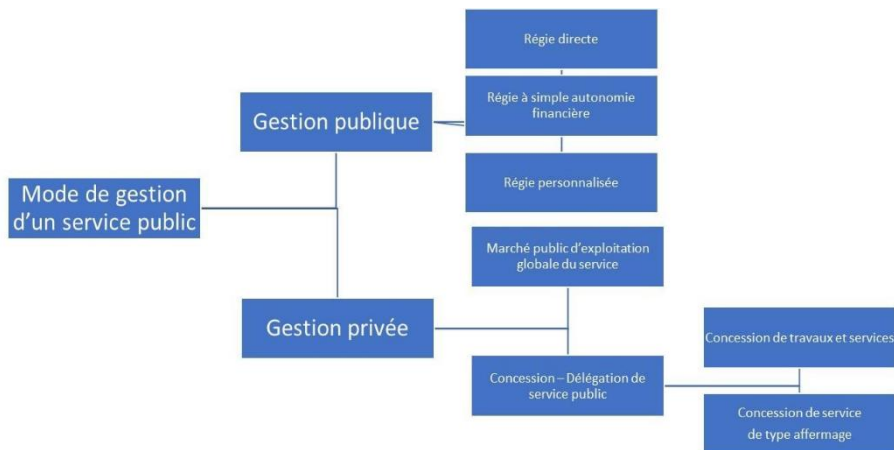 Mode de gestion
d'un service public
Gestion publique
Régie directe
Régie à simple autonomie
financière
Régie personnalisée
Gestion privée
Marché public d'exploitation
globale du service
Concession – Délégation de
service public
Concession de travaux et services
Concession de service
de type affermage